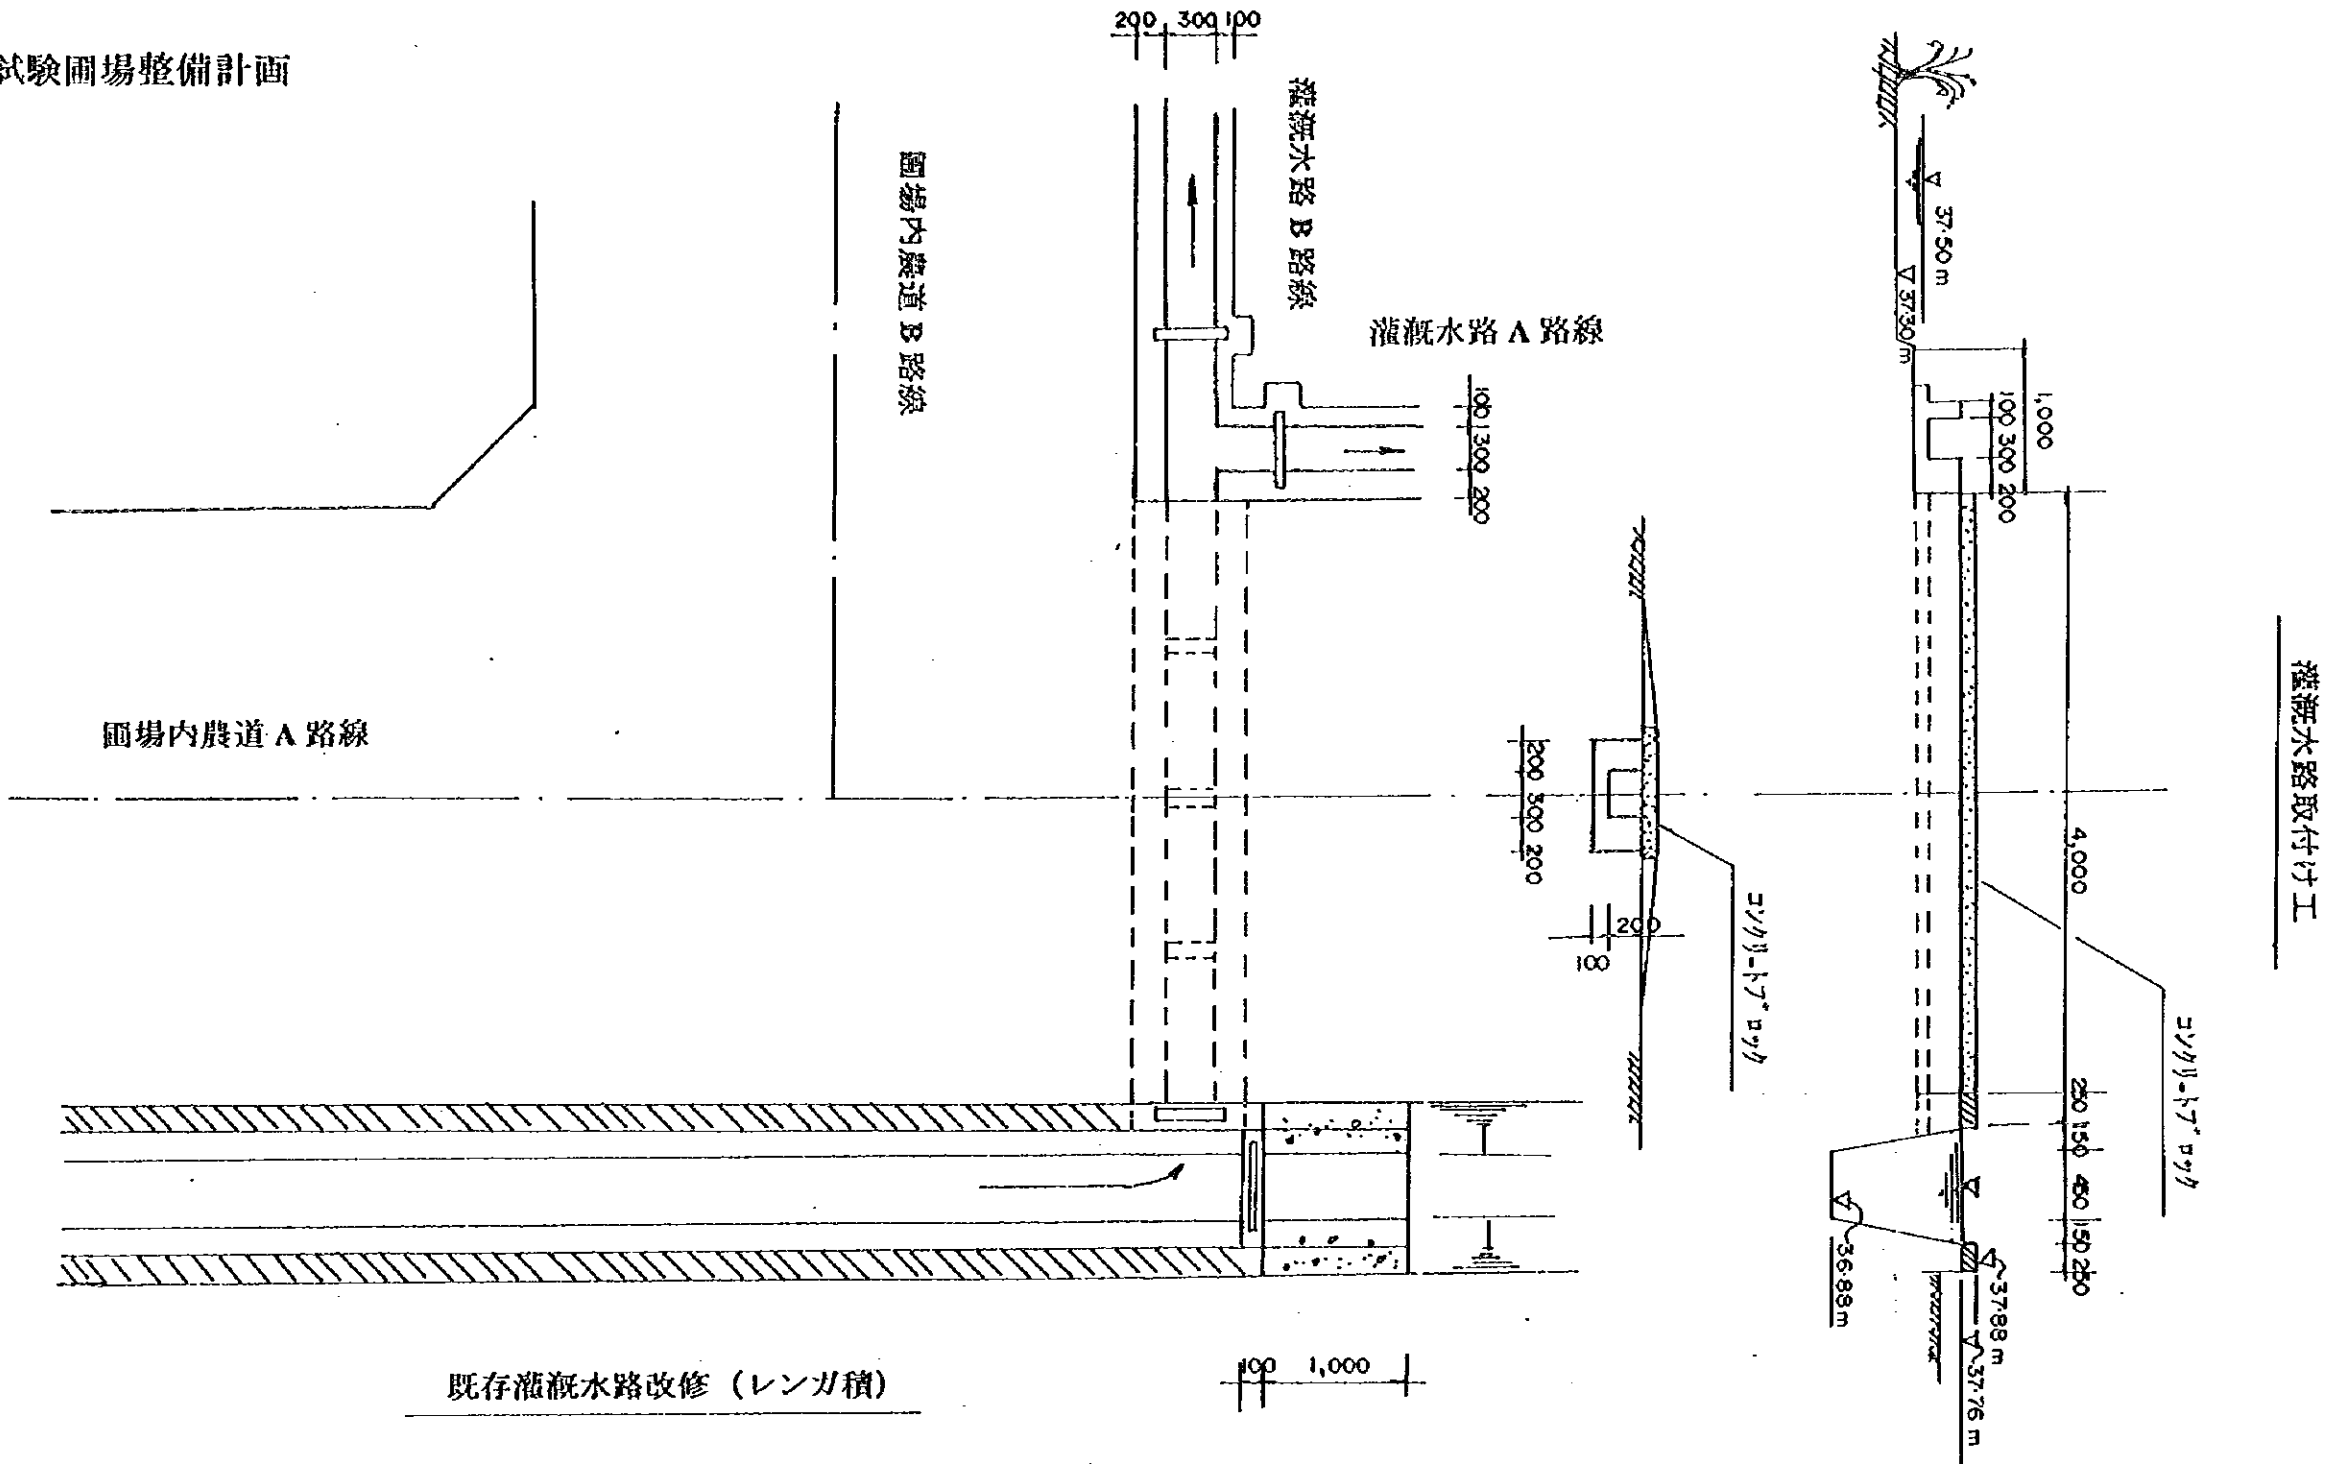 試験圃場整備計画
200 300 100
灌漑水路 B 路線
圃場内農道 B 路線
灌漑水路 A 路線
100 300 200
圃場内農道 A 路線
200 300 200
200
100
コンクリートブロック
37.50 m
37.30 m
1,000
100 300 200
4,000
コンクリートブロック
250 150 450 150 250
36.88 m
37.88 m
37.76 m
灌漑水路取付け工
既存灌漑水路改修（レンガ積）
100 1,000